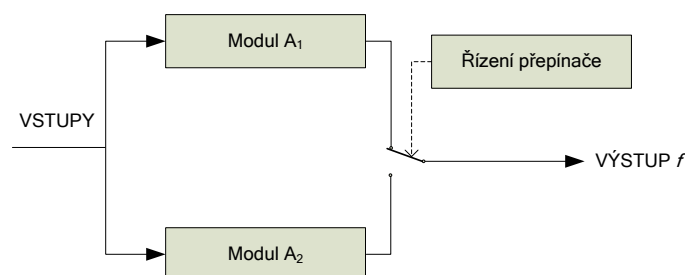 Modul A₁
Řízení přepínače
VSTUPY
VÝSTUP f
Modul A₂